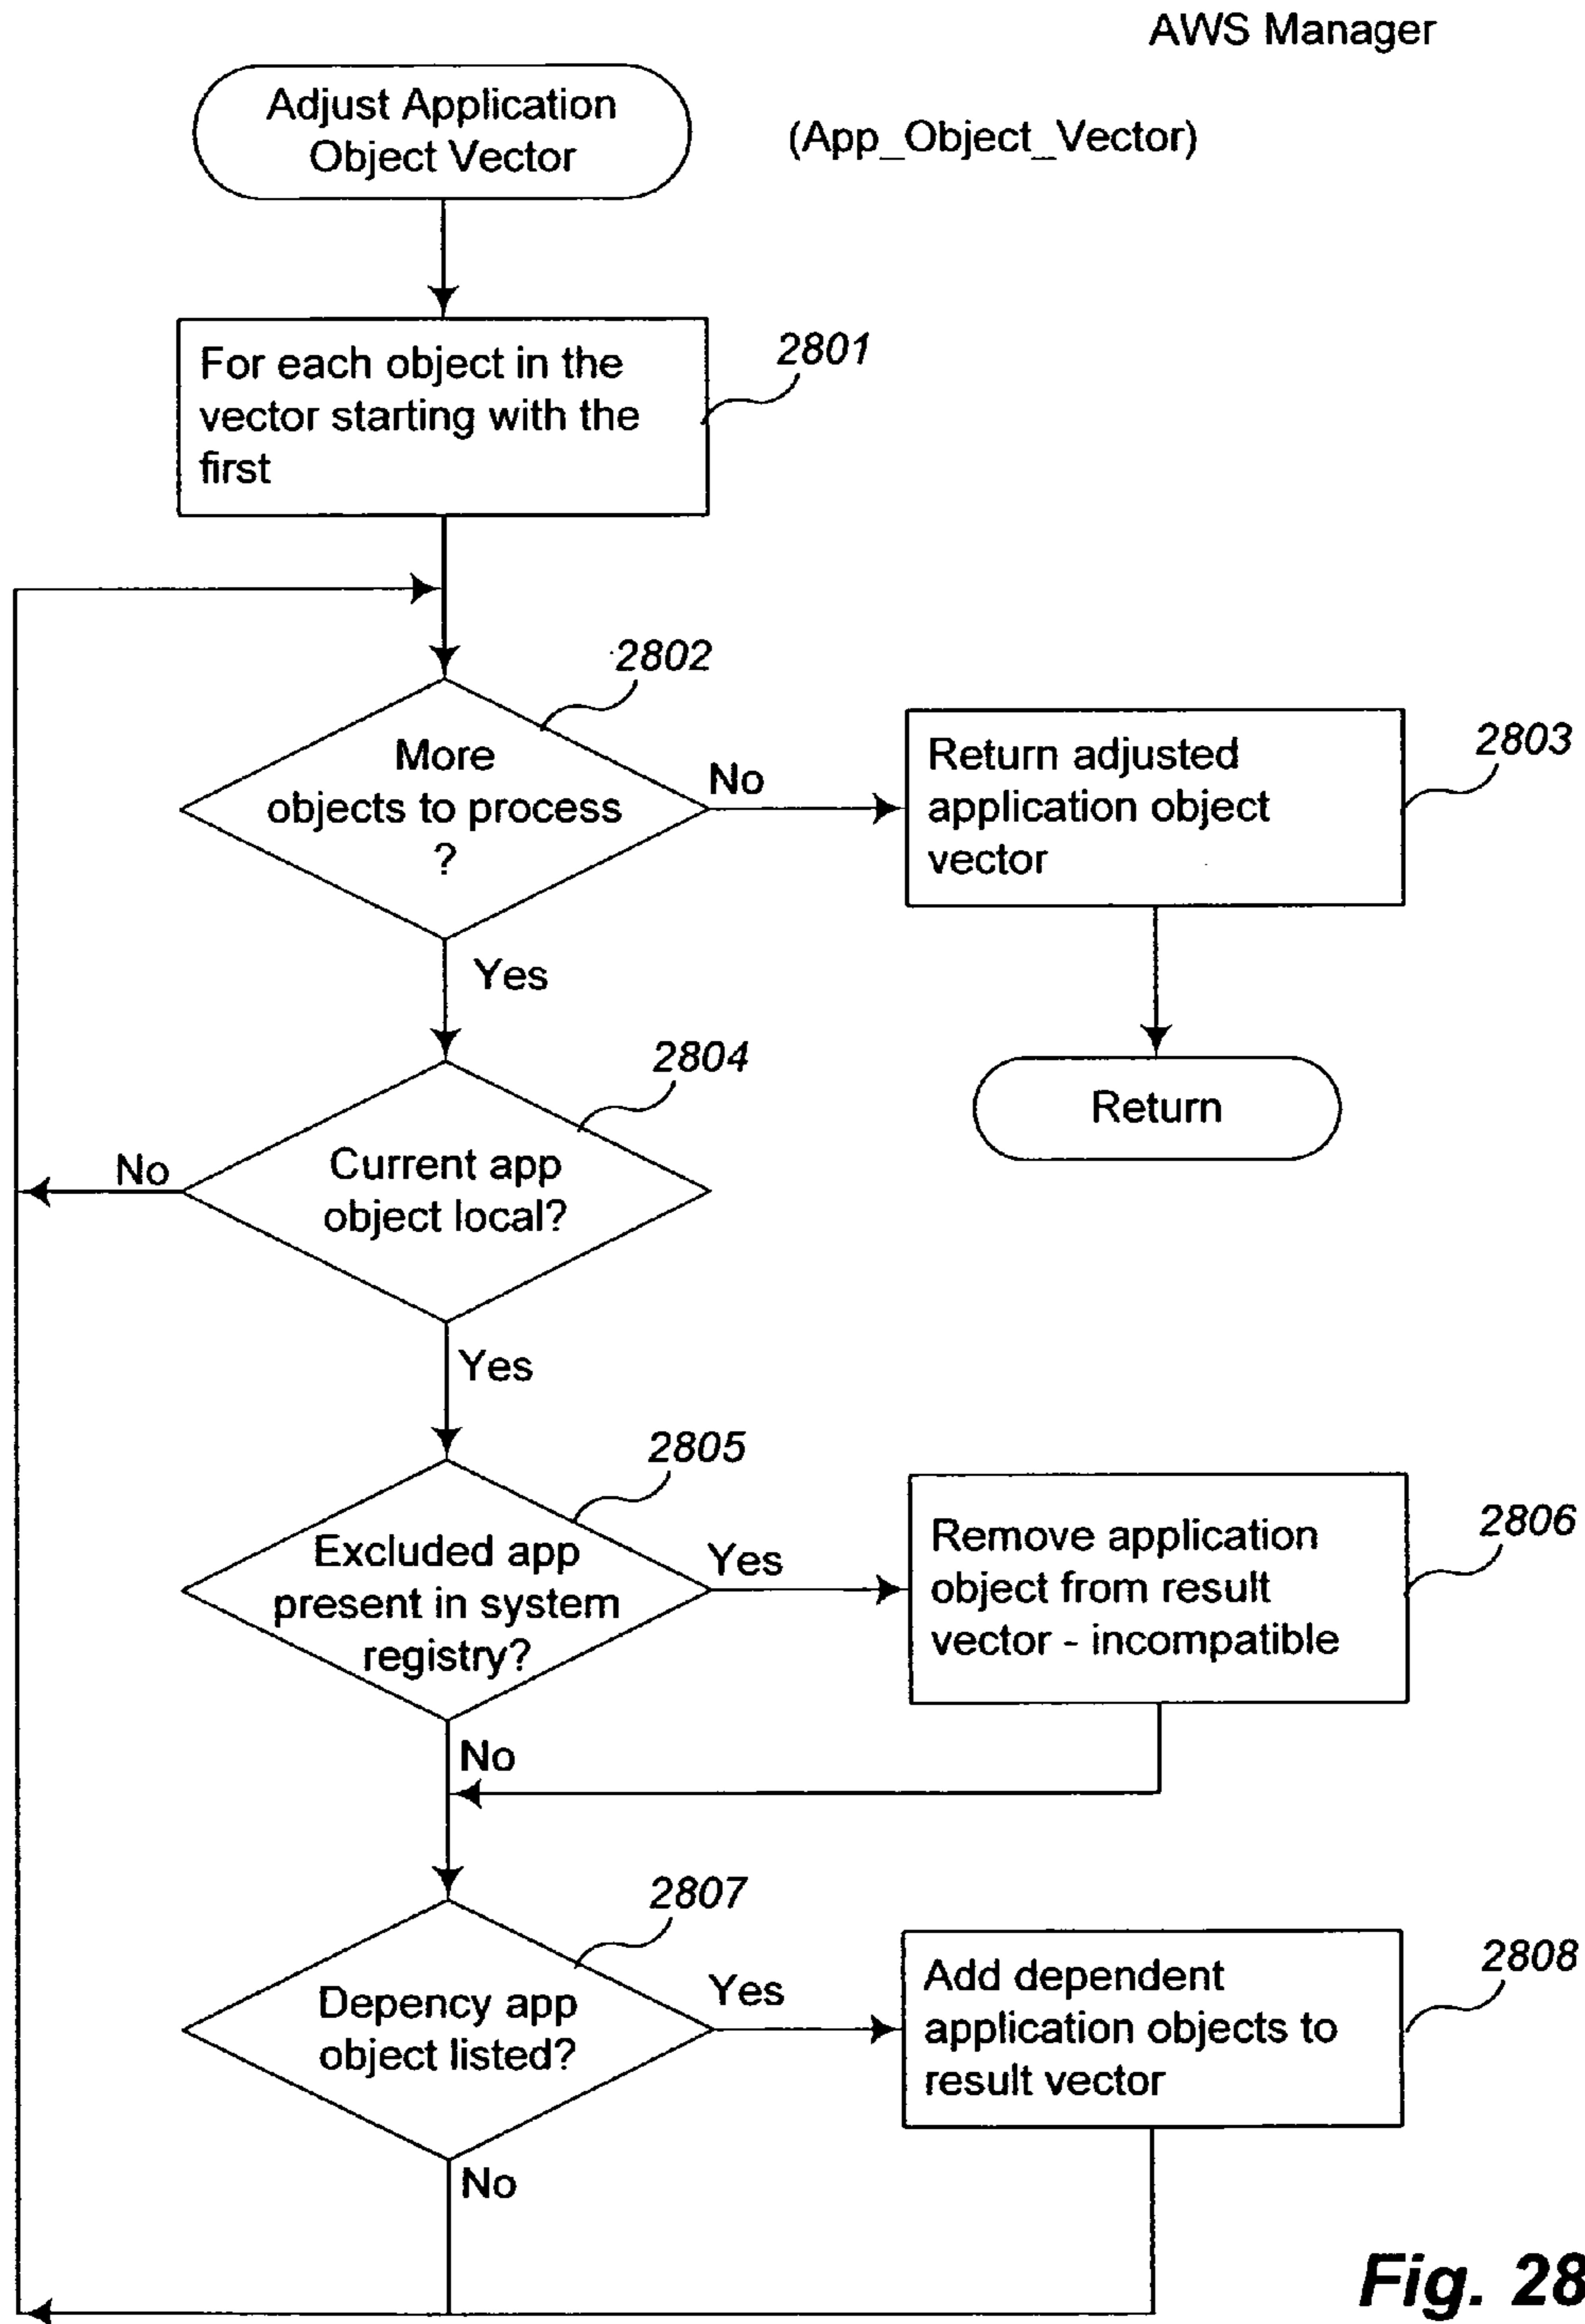 AWS Manager
Adjust Application
Object Vector
(App_Object_Vector)
For each object in the
vector starting with the
first
2801
2802
More
objects to process
?
No
Return adjusted
application object
vector
2803
Yes
2804
Return
No
Current app
object local?
Yes
2805
Excluded app
present in system
registry?
Yes
Remove application
object from result
vector - incompatible
2806
No
2807
Depency app
object listed?
Yes
Add dependent
application objects to
result vector
2808
No
Fig. 28